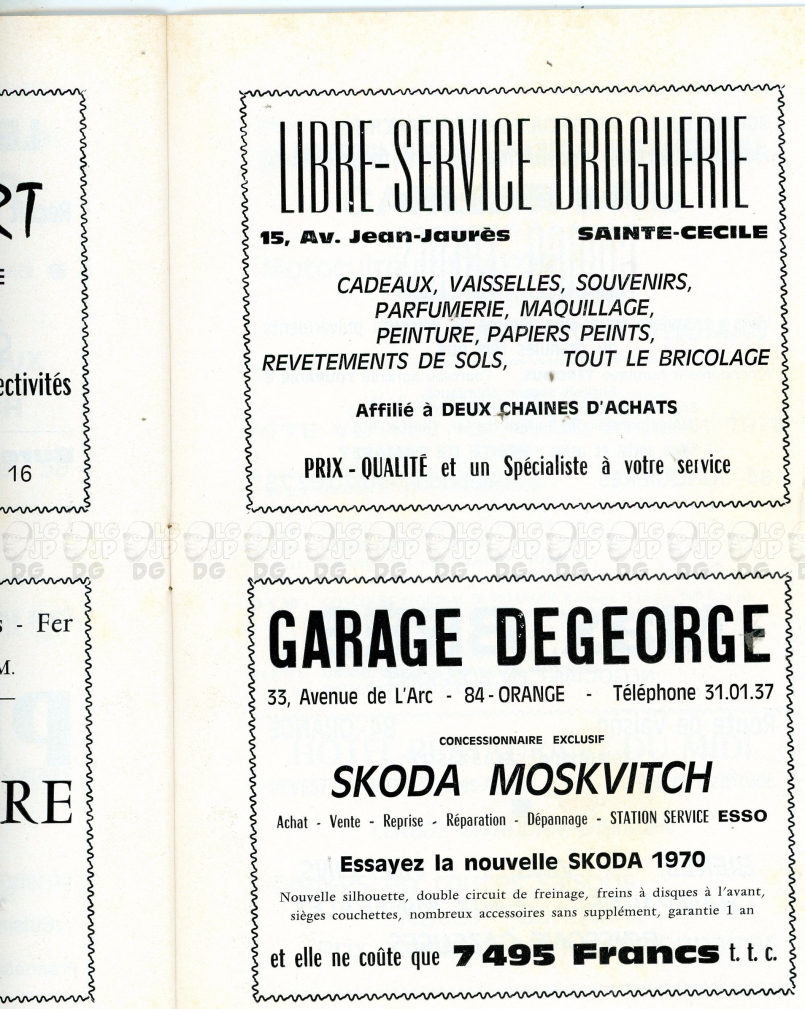 RT
E
ectivités
16
LIBRE-SERVICE DROGUERIE
15, Av. Jean-Jaurès SAINTE-CECILE
CADEAUX, VAISSELLES, SOUVENIRS,
PARFUMERIE, MAQUILLAGE,
PEINTURE, PAPIERS PEINTS,
REVETEMENTS DE SOLS, TOUT LE BRICOLAGE
Affilié à DEUX CHAINES D'ACHATS
PRIX - QUALITÉ et un Spécialiste à votre service
s - Fer
M.
RE
GARAGE DEGEORGE
33, Avenue de L'Arc - 84 - ORANGE - Téléphone 31.01.37
CONCESSIONNAIRE EXCLUSIF
SKODA MOSKVITCH
Achat - Vente - Reprise - Réparation - Dépannage - STATION SERVICE ESSO
Essayez la nouvelle SKODA 1970
Nouvelle silhouette, double circuit de freinage, freins à disques à l'avant,
sièges couchettes, nombreux accessoires sans supplément, garantie 1 an
et elle ne coûte que 7 495 Francs t. t. c.